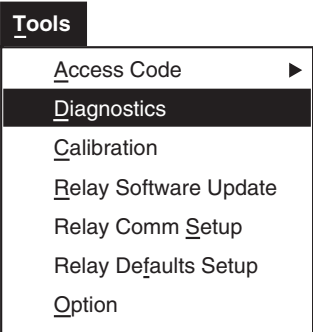 Tools
Access Code ▶
Diagnostics
Calibration
Relay Software Update
Relay Comm Setup
Relay Defaults Setup
Option